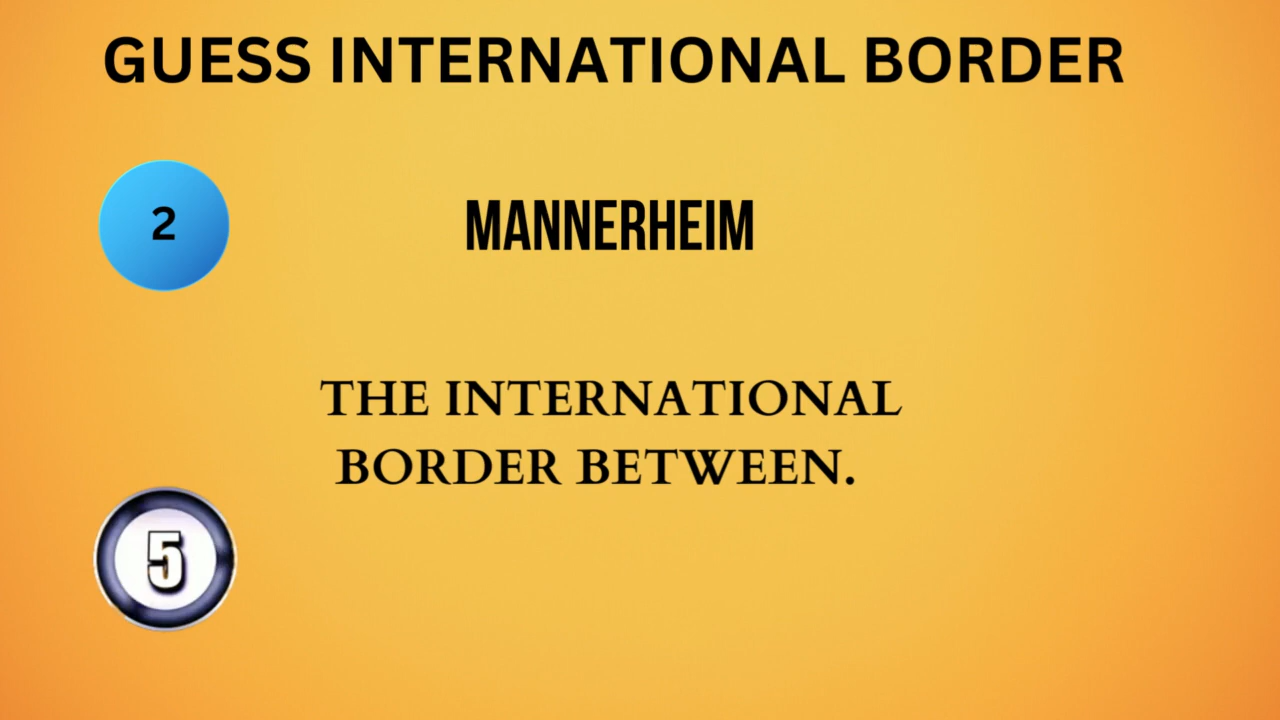 GUESS INTERNATIONAL BORDER
2
MANNERHEIM
THE INTERNATIONAL
BORDER BETWEEN.
5